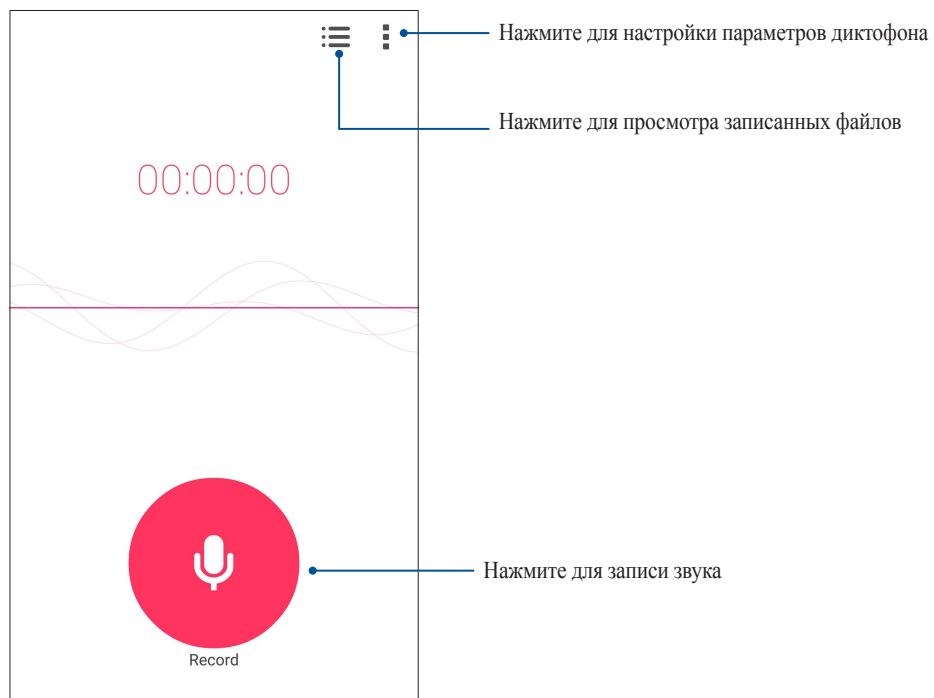 Нажмите для настройки параметров диктофона
Нажмите для просмотра записанных файлов
00:00:00
Нажмите для записи звука
Record